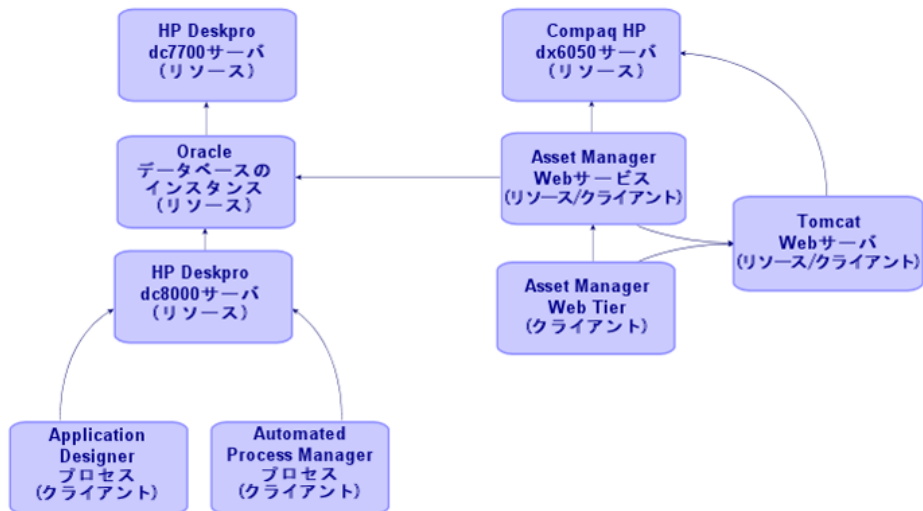 HP Deskpro
dc7700サーバ
(リソース)
Compaq HP
dx6050サーバ
(リソース)
Oracle
データベースの
インスタンス
(リソース)
Asset Manager
Webサービス
(リソース/クライアント)
Tomcat
Webサーバ
(リソース/クライアント)
HP Deskpro
dc8000サーバ
(リソース)
Asset Manager
Web Tier
(クライアント)
Application
Designer
プロセス
(クライアント)
Automated
Process Manager
プロセス
(クライアント)